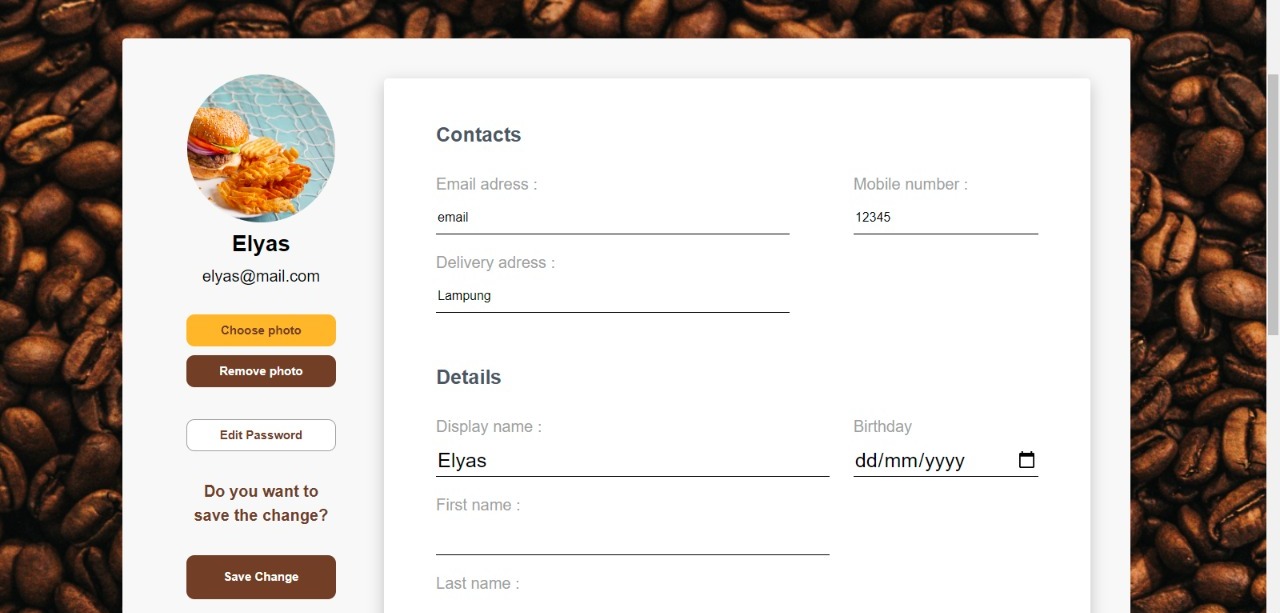 Elyas
elyas@mail.com
Choose photo
Remove photo
Edit Password
Do you want to
save the change?
Save Change
Contacts
Email adress :
email
Mobile number :
12345
Delivery adress :
Lampung
Details
Display name :
Elyas
Birthday
dd/mm/yyyy
First name :
Last name :